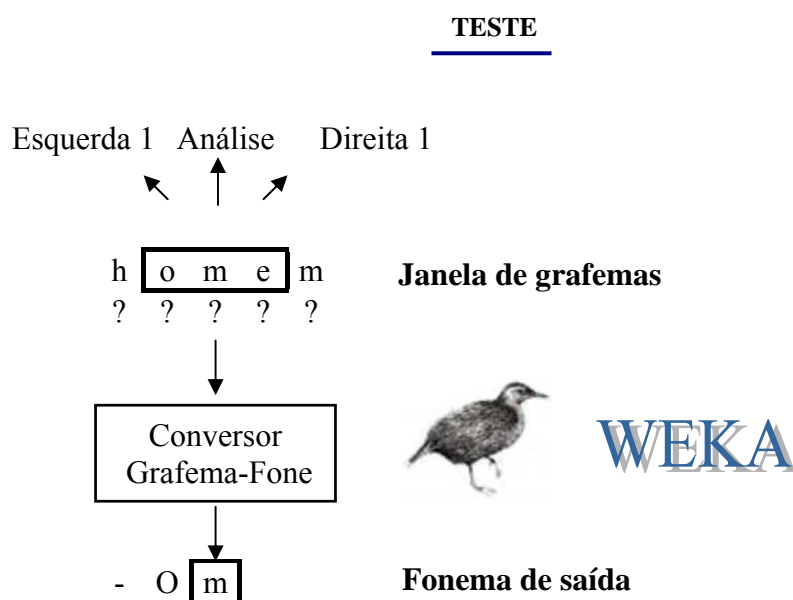 TESTE
Esquerda 1 Análise Direita 1
h o m e m Janela de grafemas
? ? ? ? ?
Conversor
Grafema-Fone
WEKA
- O m Fonema de saída